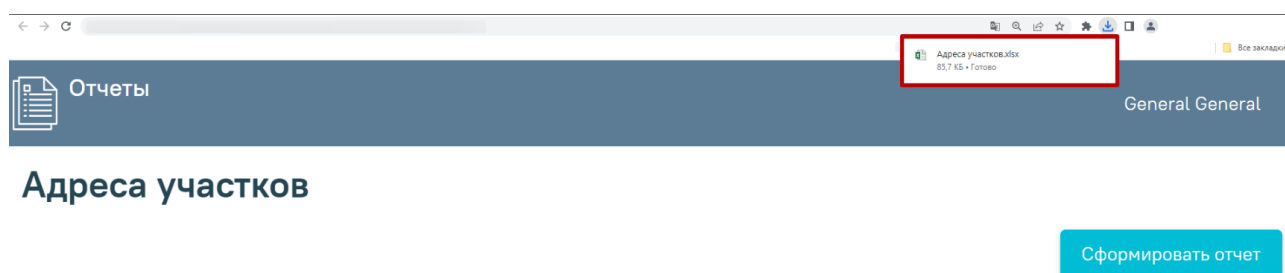 Адреса участков.xlsx
85,7 КБ • Готово
Все закладки
Отчеты
General General
Адреса участков
Сформировать отчет